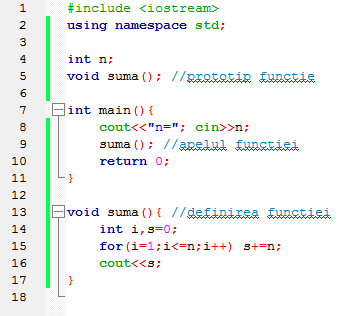 1 #include <iostream>
2 using namespace std;
3
4 int n;
5 void suma(); //prototip functie
6
7 int main(){
8 cout<<"n="; cin>>n;
9 suma(); //apelul functiei
10 return 0;
11 }
12
13 void suma(){ //definirea functiei
14 int i,s=0;
15 for(i=1;i<=n;i++) s+=n;
16 cout<<s;
17 }
18